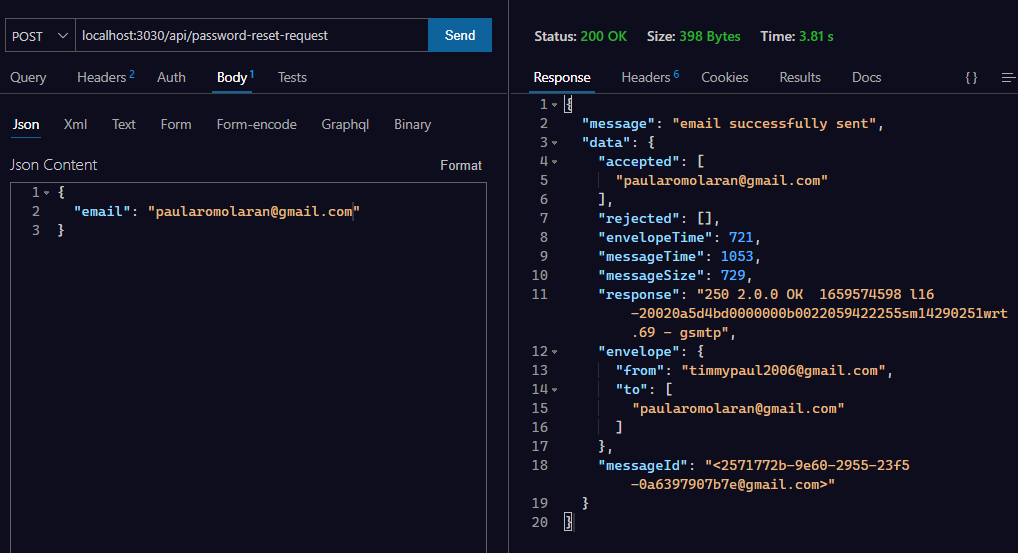 POST
localhost:3030/api/password-reset-request
Send
Query
Headers 2
Auth
Body 1
Tests
Json
Xml
Text
Form
Form-encode
Graphql
Binary
Json Content
Format
1 {
2 "email": "paularomolaran@gmail.com"
3 }
Status: 200 OK Size: 398 Bytes Time: 3.81 s
Response
Headers 6
Cookies
Results
Docs
{ }
1 {
2 "message": "email successfully sent",
3 "data": {
4 "accepted": [
5 "paularomolaran@gmail.com"
6 ],
7 "rejected": [],
8 "envelopeTime": 721,
9 "messageTime": 1053,
10 "messageSize": 729,
11 "response": "250 2.0.0 OK  1659574598 l16
-20020a5d4bd0000000b0022059422255sm14290251wrt
.69 - gsmtp",
12 "envelope": {
13 "from": "timmypaul2006@gmail.com",
14 "to": [
15 "paularomolaran@gmail.com"
16 ]
17 },
18 "messageId": "<2571772b-9e60-2955-23f5
-0a6397907b7e@gmail.com>"
19 }
20 }